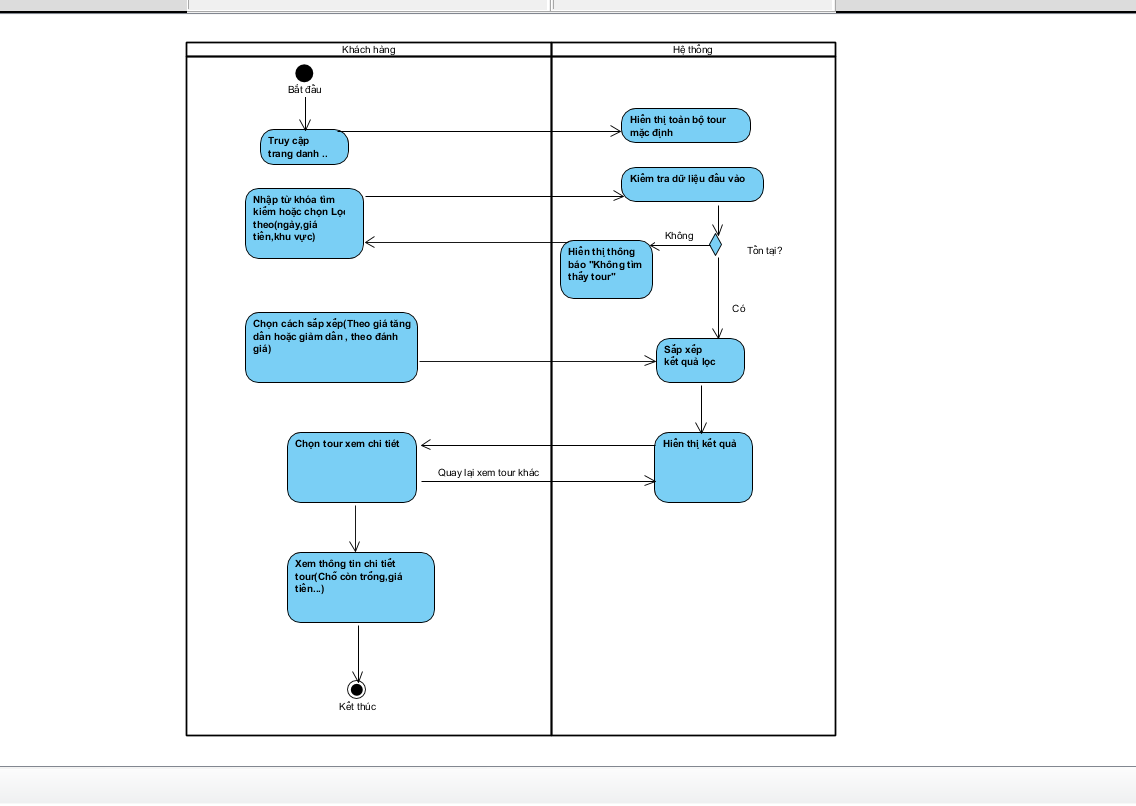 Khách hàng
Hệ thống
Bắt đầu
Truy cập
trang danh ..
Hiển thị toàn bộ tour
mặc định
Kiểm tra dữ liệu đầu vào
Nhập từ khóa tìm
kiếm hoặc chọn Lọc
theo(ngày,giá
tiền,khu vực)
Không
Tồn tại?
Hiển thị thông
báo "Không tìm
thấy tour"
Có
Chọn cách sắp xếp(Theo giá tăng
dần hoặc giảm dần , theo đánh
giá)
Sắp xếp
kết quả lọc
Chọn tour xem chi tiết
Hiển thị kết quả
Quay lại xem tour khác
Xem thông tin chi tiết
tour(Chỗ còn trống,giá
tiền...)
Kết thúc